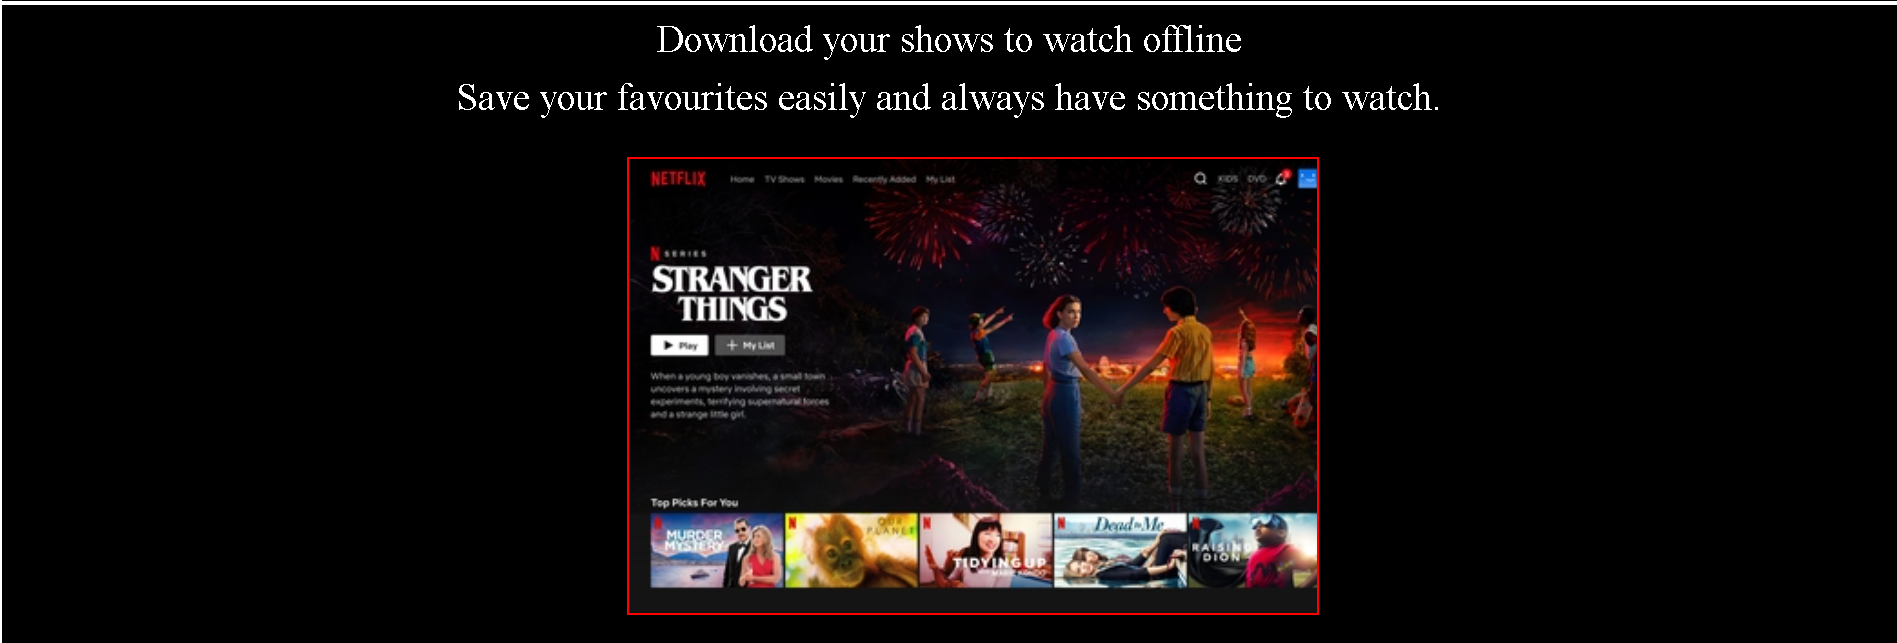 Download your shows to watch offline
Save your favourites easily and always have something to watch.
NETFLIX Home TV Shows Movies Recently Added My List KIDS DVD
N SERIES
STRANGER
THINGS
Play + My List
When a young boy vanishes, a small town
uncovers a mystery involving secret
experiments, terrifying supernatural forces
and a strange little girl.
Top Picks For You
N MURDER
MYSTERY
N OUR
PLANET
N TIDYING UP
WITH MARIE KONDO
N Dead to Me
N RAISING
DION